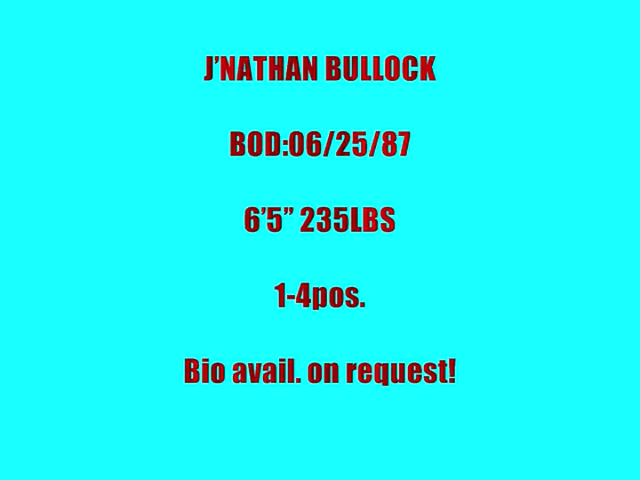 J’NATHAN BULLOCK
BOD:06/25/87
6’5” 235LBS
1-4pos.
Bio avail. on request!